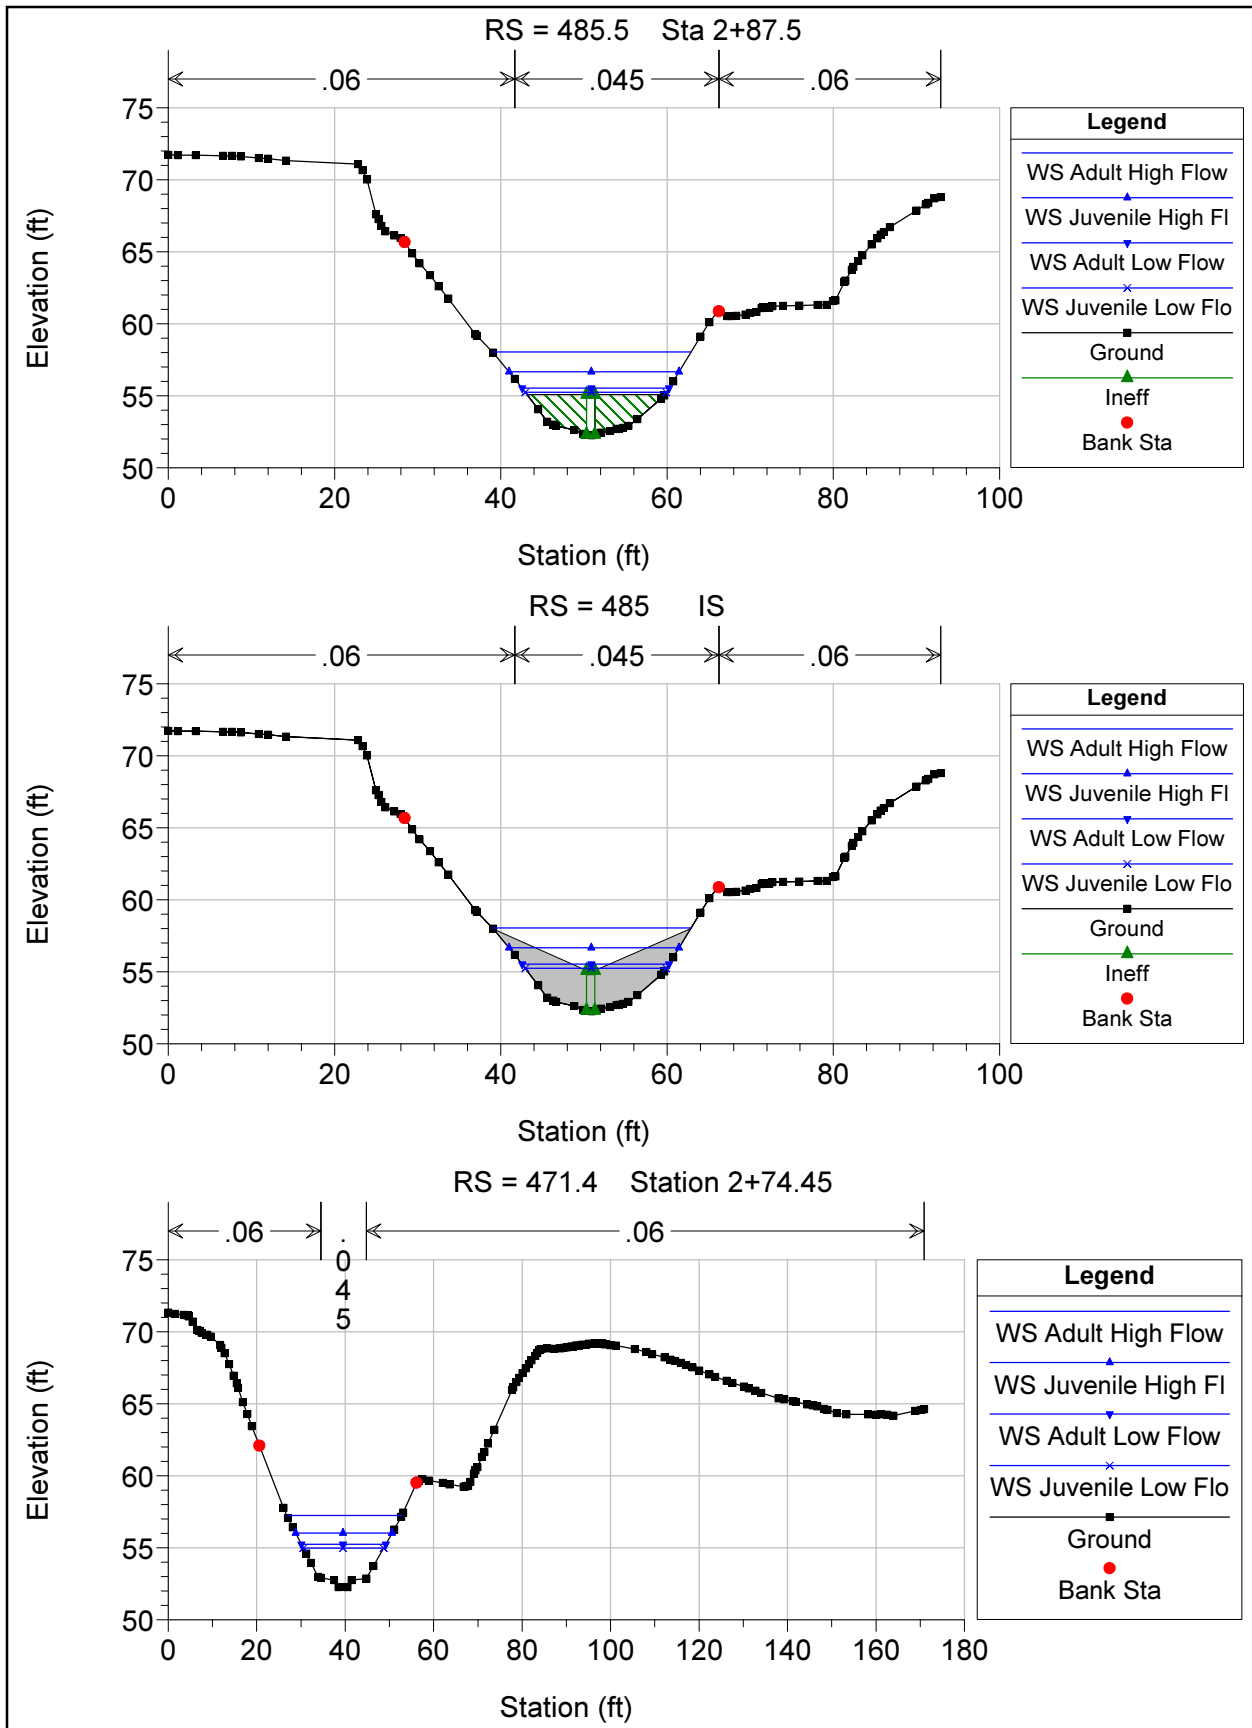 RS = 485.5 Sta 2+87.5
.06 .045 .06
75
70
65
60
55
50
Elevation (ft)
0 20 40 60 80 100
Station (ft)
Legend
WS Adult High Flow
WS Juvenile High Fl
WS Adult Low Flow
WS Juvenile Low Flo
Ground
Ineff
Bank Sta
RS = 485 IS
.06 .045 .06
75
70
65
60
55
50
Elevation (ft)
0 20 40 60 80 100
Station (ft)
Legend
WS Adult High Flow
WS Juvenile High Fl
WS Adult Low Flow
WS Juvenile Low Flo
Ground
Ineff
Bank Sta
RS = 471.4 Station 2+74.45
.06 .045 .06
75
70
65
60
55
50
Elevation (ft)
0 20 40 60 80 100 120 140 160 180
Station (ft)
Legend
WS Adult High Flow
WS Juvenile High Fl
WS Adult Low Flow
WS Juvenile Low Flo
Ground
Bank Sta